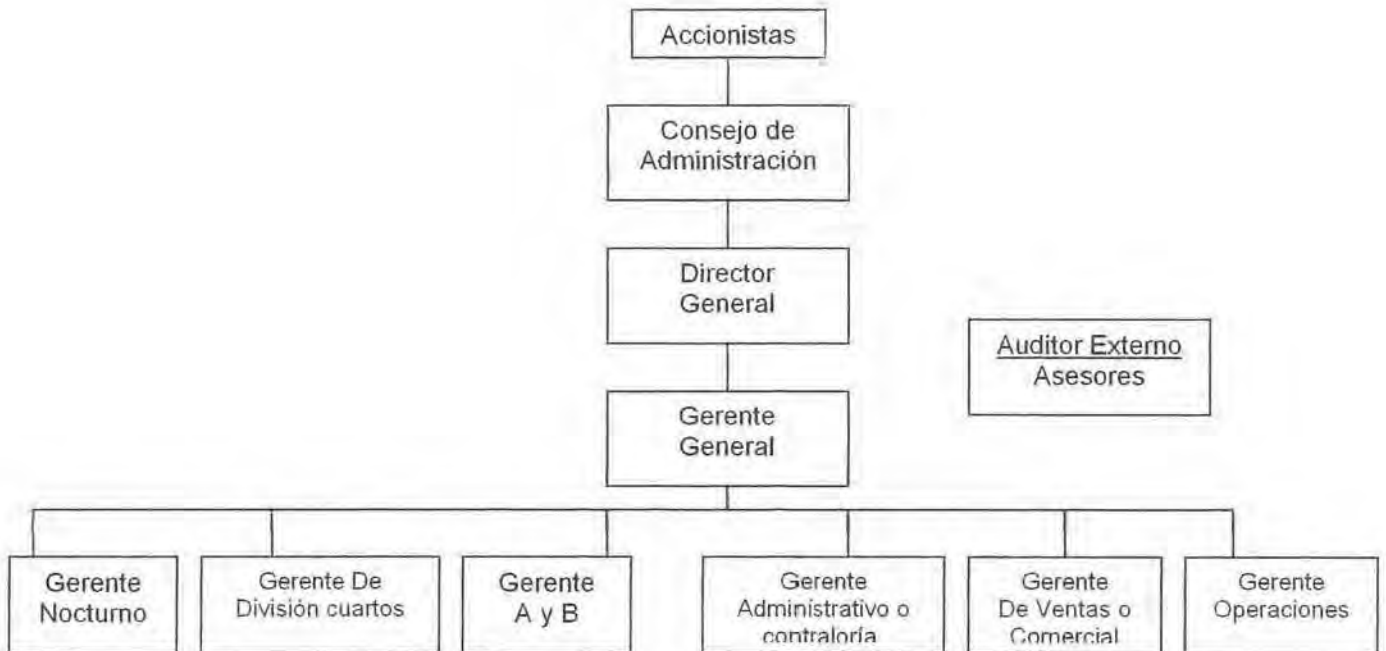 Accionistas
Consejo de
Administración
Director
General
Auditor Externo
Asesores
Gerente
General
Gerente
Nocturno
Gerente De
División cuartos
Gerente
A y B
Gerente
Administrativo o
contraloría
Gerente
De Ventas o
Comercial
Gerente
Operaciones